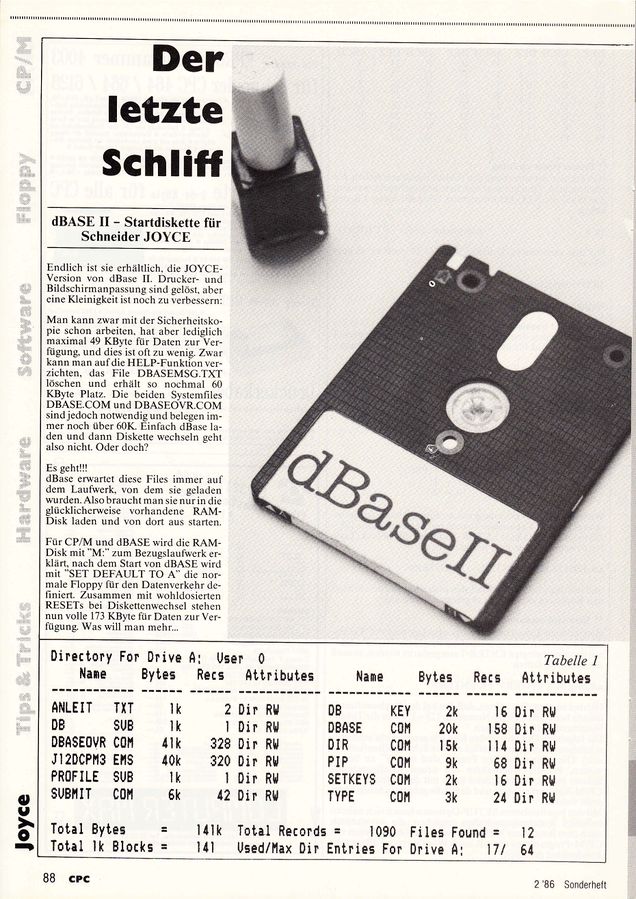 Der
letzte
Schliff
dBASE II – Startdiskette für
Schneider JOYCE
Endlich ist sie erhältlich, die JOYCE-
Version von dBase II. Drucker- und
Bildschirmanpassung sind gelöst, aber
eine Kleinigkeit ist noch zu verbessern:
Man kann zwar mit der Sicherheitsko-
pie schon arbeiten, hat aber lediglich
maximal 49 KByte für Daten zur Ver-
fügung, und dies ist oft zu wenig. Zwar
kann man auf die HELP-Funktion ver-
zichten, das File DBASEMSG.TXT
löschen und erhält so nochmal 60
KByte Platz. Die beiden Systemfiles
DBASE.COM und DBASEOVR.COM
sind jedoch notwendig und belegen im-
mer noch über 60K. Einfach dBase la-
den und dann Diskette wechseln geht
also nicht. Oder doch?
Es geht!!!
dBase erwartet diese Files immer auf
dem Laufwerk, von dem sie geladen
wurden. Also braucht man sie nur in die
glücklicherweise vorhandene RAM-
Disk laden und von dort aus starten.
Für CP/M und dBASE wird die RAM-
Disk mit "M:" zum Bezugslaufwerk er-
klärt, nach dem Start von dBASE wird
mit "SET DEFAULT TO A" die nor-
male Floppy für den Datenverkehr de-
finiert. Zusammen mit wohldosierten
RESETs bei Diskettenwechsel stehen
nun volle 173 KByte für Daten zur Ver-
fügung. Was will man mehr...
dBaseII
CP/M
Floppy
Software
Hardware
Tips & Tricks
Joyce
Directory For Drive A: User 0
Tabelle 1
Name Bytes Recs Attributes Name Bytes Recs Attributes
ANLEIT TXT 1k 2 Dir RW DB KEY 2k 16 Dir RW
DB SUB 1k 1 Dir RW DBASE COM 20k 158 Dir RW
DBASEOVR COM 41k 328 Dir RW DIR COM 15k 114 Dir RW
J12DCPM3 EMS 40k 320 Dir RW PIP COM 9k 68 Dir RW
PROFILE SUB 1k 1 Dir RW SETKEYS COM 2k 16 Dir RW
SUBMIT COM 6k 42 Dir RW TYPE COM 3k 24 Dir RW
Total Bytes = 141k Total Records = 1090 Files Found = 12
Total 1k Blocks = 141 Used/Max Dir Entries For Drive A: 17/ 64
88 CPC
2 '86 Sonderheft